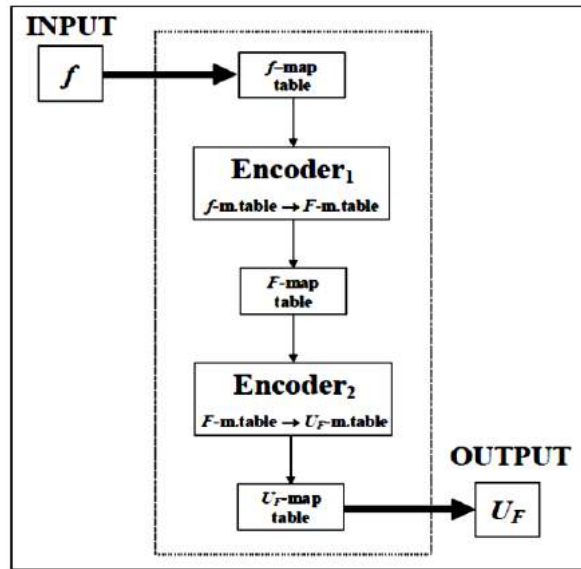 INPUT
f
f-map
table
Encoder₁
f-m.table → F-m.table
F-map
table
Encoder₂
F-m.table → U_F-m.table
U_F-map
table
OUTPUT
U_F